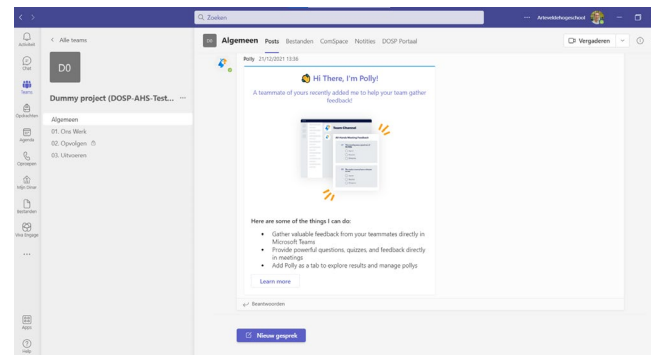 Zoeken
Arteveldehogeschool
Activiteit
Chat
Teams
Opdrachten
Agenda
Oproepen
Mijn Drive
Bestanden
Viva Engage
Apps
Help
Alle teams
D0
Dummy project (DOSP-AHS-Test...
Algemeen
01. Ons Werk
02. Opvolgen
03. Uitvoeren
D0
Algemeen Posts Bestanden ComSpace Notities DOSP Portaal
Vergaderen
Polly 21/12/2021 13:38
Hi There, I'm Polly!
A teammate of yours recently added me to help your team gather
feedback!
Team Channel
Here are some of the things I can do:
• Gather valuable feedback from your teammates directly in
Microsoft Teams
• Provide powerful questions, quizzes, and feedback directly
in meetings
• Add Polly as a tab to explore results and manage pollys
Learn more
Beantwoorden
Nieuw gesprek